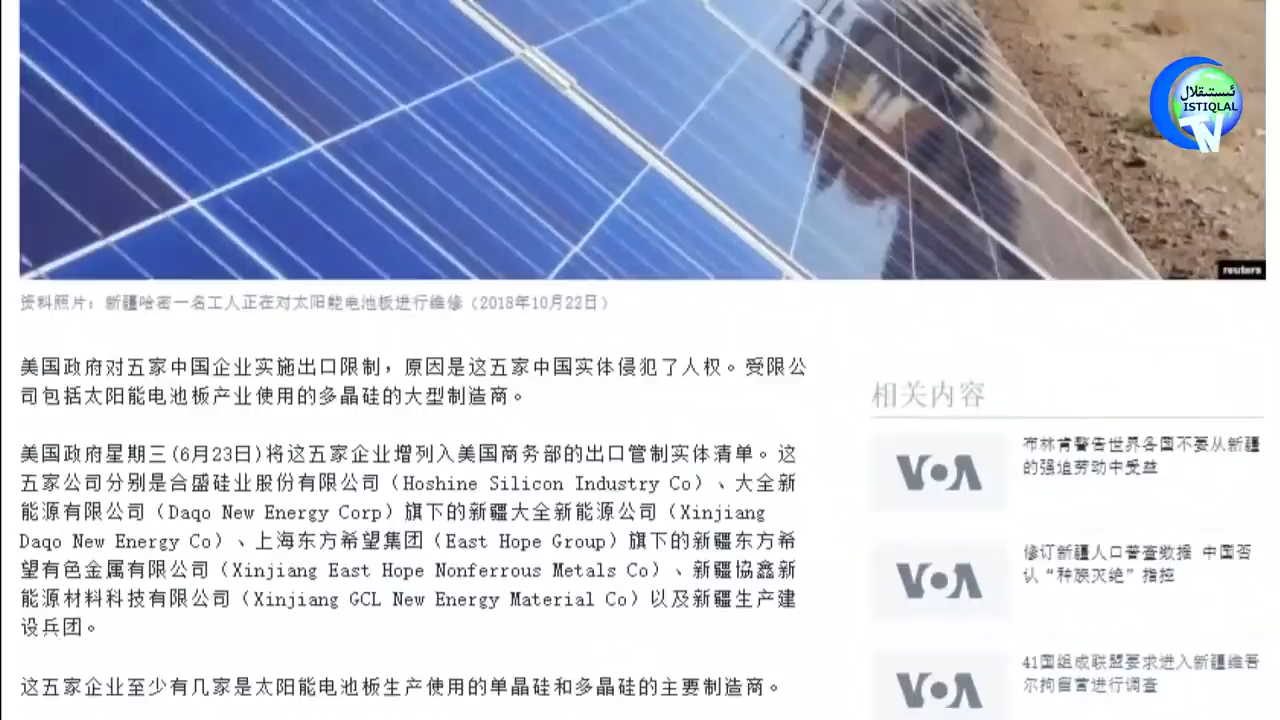 ئىستىقلال
ISTIQLAL
TV
reuters
资料照片：新疆哈密一名工人正在对太阳能电池板进行维修（2018年10月22日）
美国政府对五家中国企业实施出口限制，原因是这五家中国实体侵犯了人权。受限公
司包括太阳能电池板产业使用的多晶硅的大型制造商。
美国政府星期三(6月23日)将这五家企业增列入美国商务部的出口管制实体清单。这
五家公司分别是合盛硅业股份有限公司（Hoshine Silicon Industry Co）、大全新
能源有限公司（Daqo New Energy Corp）旗下的新疆大全新能源公司（Xinjiang
Daqo New Energy Co）、上海东方希望集团（East Hope Group）旗下的新疆东方希
望有色金属有限公司（Xinjiang East Hope Nonferrous Metals Co）、新疆协鑫新
能源材料科技有限公司（Xinjiang GCL New Energy Material Co）以及新疆生产建
设兵团。
这五家企业至少有几家是太阳能电池板生产使用的单晶硅和多晶硅的主要制造商。
相关内容
VOA
布林肯警告世界各国不要从新疆
的强迫劳动中受益
VOA
修订新疆人口普查数据 中国否
认“种族灭绝”指控
VOA
41国组成联盟要求进入新疆维吾
尔拘留营进行调查